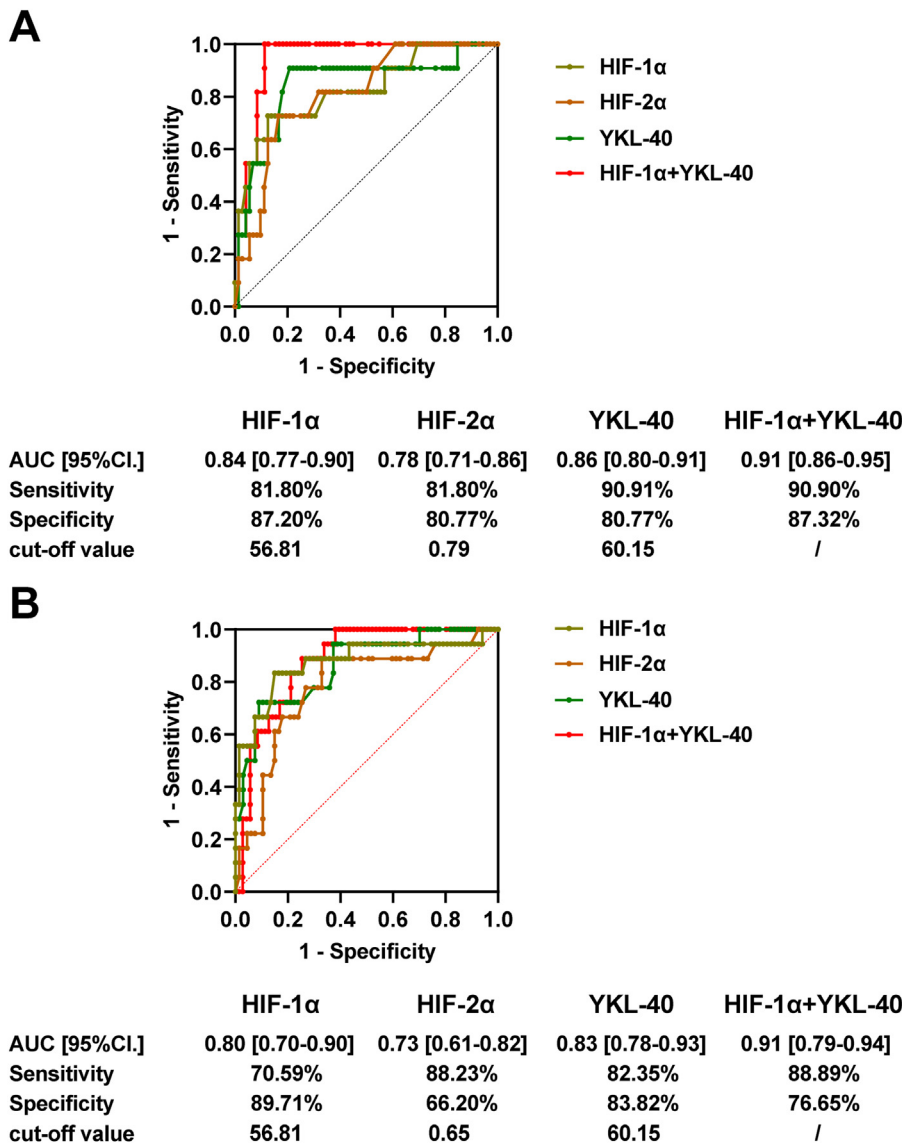 A
1.0
0.8
0.6
0.4
0.2
0.0
1 - Sensitivity
0.0 0.2 0.4 0.6 0.8 1.0
1 - Specificity
HIF-1α
HIF-2α
YKL-40
HIF-1α+YKL-40
HIF-1α HIF-2α YKL-40 HIF-1α+YKL-40
AUC [95%CI.] 0.84 [0.77-0.90] 0.78 [0.71-0.86] 0.86 [0.80-0.91] 0.91 [0.86-0.95]
Sensitivity 81.80% 81.80% 90.91% 90.90%
Specificity 87.20% 80.77% 80.77% 87.32%
cut-off value 56.81 0.79 60.15 /
B
1.0
0.8
0.6
0.4
0.2
0.0
1 - Sensitivity
0.0 0.2 0.4 0.6 0.8 1.0
1 - Specificity
HIF-1α
HIF-2α
YKL-40
HIF-1α+YKL-40
HIF-1α HIF-2α YKL-40 HIF-1α+YKL-40
AUC [95%CI.] 0.80 [0.70-0.90] 0.73 [0.61-0.82] 0.83 [0.78-0.93] 0.91 [0.79-0.94]
Sensitivity 70.59% 88.23% 82.35% 88.89%
Specificity 89.71% 66.20% 83.82% 76.65%
cut-off value 56.81 0.65 60.15 /